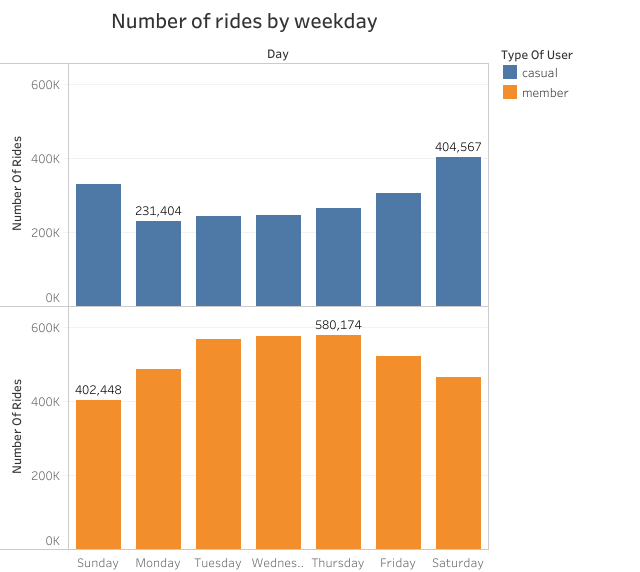 Number of rides by weekday
Day
Type Of User
casual
member
Number Of Rides
600K
400K
200K
0K
231,404
404,567
Number Of Rides
600K
400K
200K
0K
402,448
580,174
Sunday Monday Tuesday Wednes.. Thursday Friday Saturday